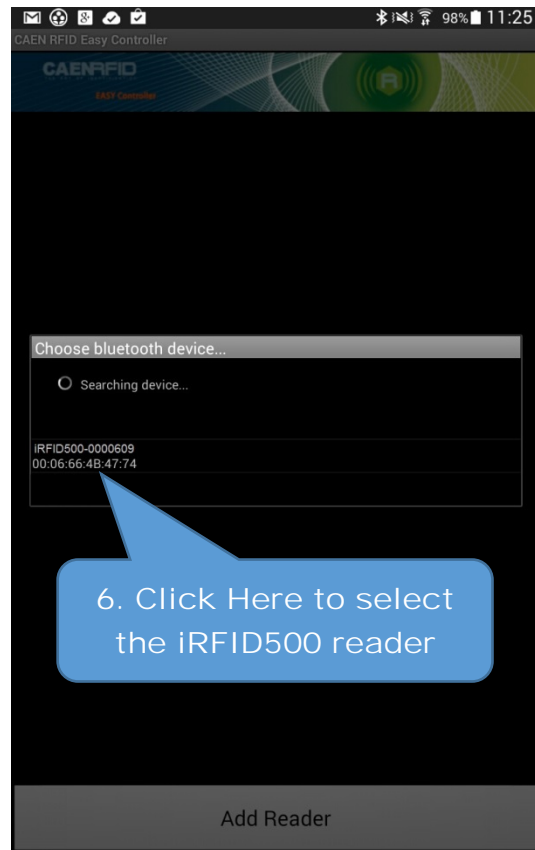 98% 11:25
CAEN RFID Easy Controller
CAENRFID
EASY Controller
Choose bluetooth device...
Searching device...
iRFID500-0000609
00:06:66:4B:47:74
6. Click Here to select
the iRFID500 reader
Add Reader